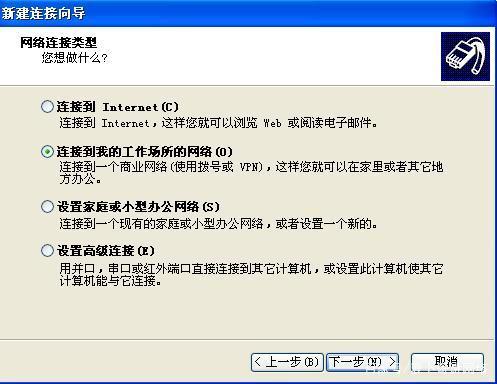 新建连接向导
网络连接类型
您想做什么?
连接到 Internet(C)
连接到 Internet,这样您就可以浏览 Web 或阅读电子邮件。
连接到我的工作场所的网络(O)
连接到一个商业网络(使用拨号或 VPN),这样您就可以在家里或者其它地
方办公。
设置家庭或小型办公网络(S)
连接到一个现有的家庭或小型办公网络,或者设置一个新的。
设置高级连接(E)
用并口,串口或红外端口直接连接到其它计算机,或设置此计算机使其它
计算机能与它连接。
< 上一步(B) 下一步(N) > 取消